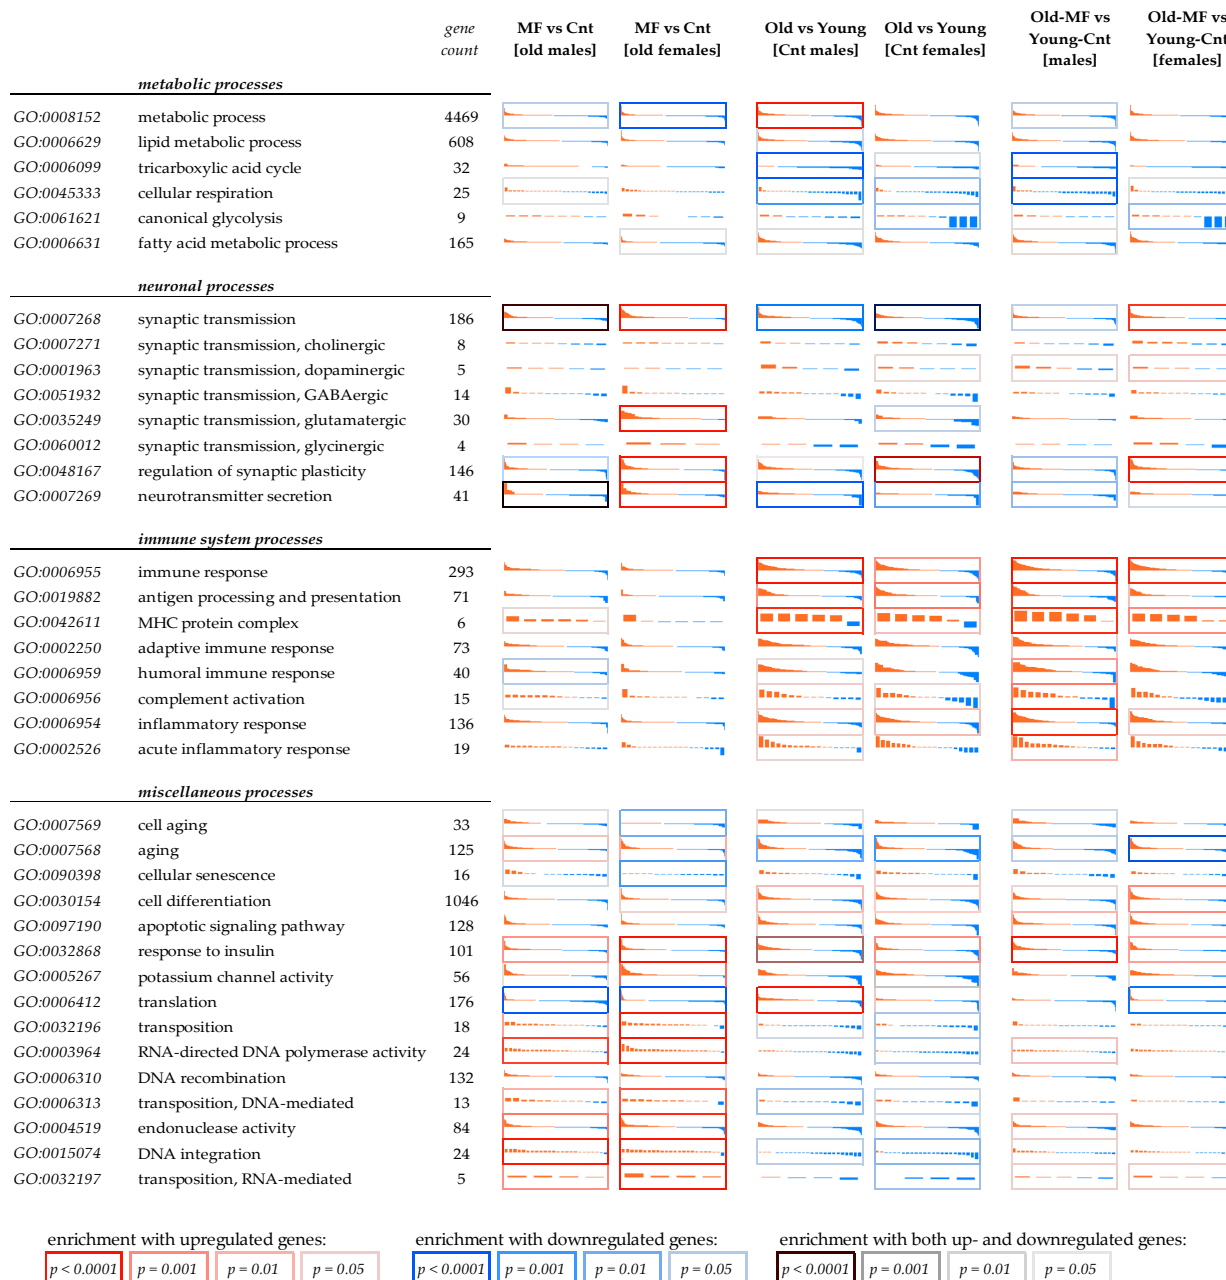 gene count
MF vs Cnt [old males]
MF vs Cnt [old females]
Old vs Young [Cnt males]
Old vs Young [Cnt females]
Old-MF vs Young-Cnt [males]
Old-MF vs Young-Cnt [females]
metabolic processes
GO:0008152 metabolic process 4469
GO:0006629 lipid metabolic process 608
GO:0006099 tricarboxylic acid cycle 32
GO:0045333 cellular respiration 25
GO:0061621 canonical glycolysis 9
GO:0006631 fatty acid metabolic process 165
neuronal processes
GO:0007268 synaptic transmission 186
GO:0007271 synaptic transmission, cholinergic 8
GO:0001963 synaptic transmission, dopaminergic 5
GO:0051932 synaptic transmission, GABAergic 14
GO:0035249 synaptic transmission, glutamatergic 30
GO:0060012 synaptic transmission, glycinergic 4
GO:0048167 regulation of synaptic plasticity 146
GO:0007269 neurotransmitter secretion 41
immune system processes
GO:0006955 immune response 293
GO:0019882 antigen processing and presentation 71
GO:0042611 MHC protein complex 6
GO:0002250 adaptive immune response 73
GO:0006959 humoral immune response 40
GO:0006956 complement activation 15
GO:0006954 inflammatory response 136
GO:0002526 acute inflammatory response 19
miscellaneous processes
GO:0007569 cell aging 33
GO:0007568 aging 125
GO:0090398 cellular senescence 16
GO:0030154 cell differentiation 1046
GO:0097190 apoptotic signaling pathway 128
GO:0032868 response to insulin 101
GO:0005267 potassium channel activity 56
GO:0006412 translation 176
GO:0032196 transposition 18
GO:0003964 RNA-directed DNA polymerase activity 24
GO:0006310 DNA recombination 132
GO:0006313 transposition, DNA-mediated 13
GO:0004519 endonuclease activity 84
GO:0015074 DNA integration 24
GO:0032197 transposition, RNA-mediated 5
enrichment with upregulated genes: enrichment with downregulated genes: enrichment with both up- and downregulated genes:
p < 0.0001 p = 0.001 p = 0.01 p = 0.05 p < 0.0001 p = 0.001 p = 0.01 p = 0.05 p < 0.0001 p = 0.001 p = 0.01 p = 0.05